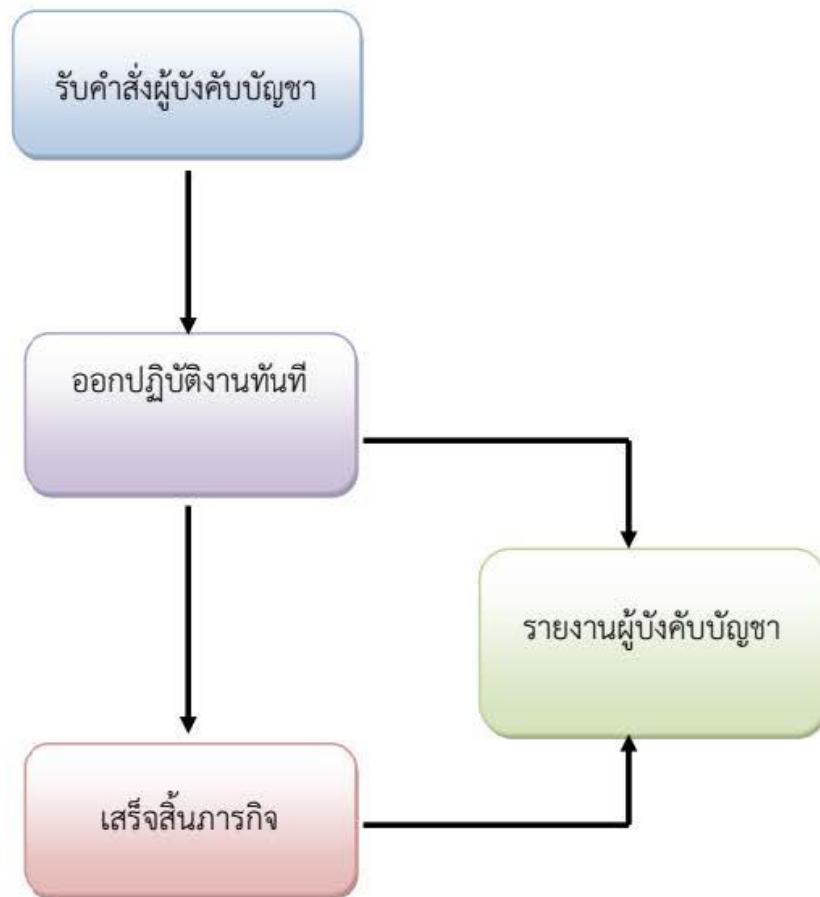 รับคำสั่งผู้บังคับบัญชา
ออกปฏิบัติงานทันที
รายงานผู้บังคับบัญชา
เสร็จสิ้นภารกิจ